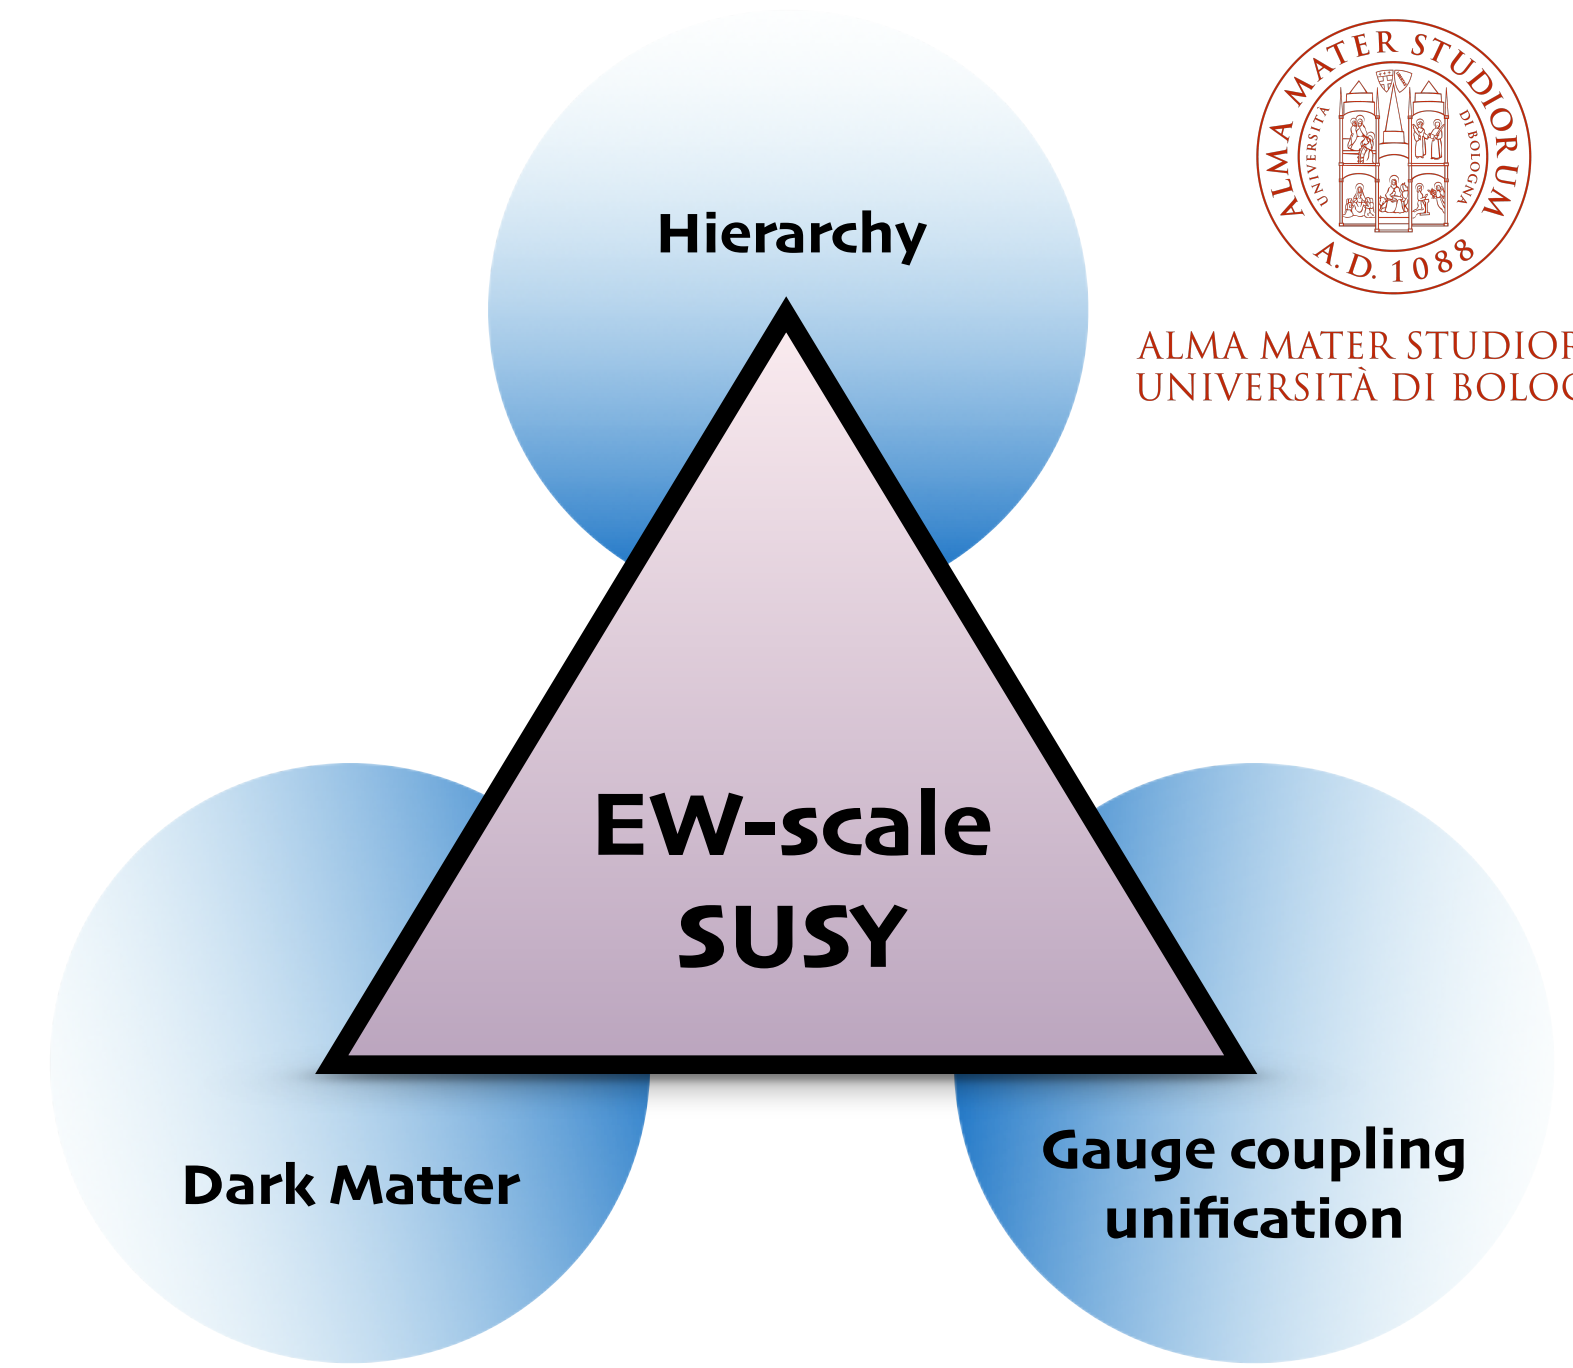 Hierarchy
ALMA MATER STUDIORUM
UNIVERSITÀ DI BOLOGNA
A.D. 1088
ALMA MATER STUDIOR
UNIVERSITÀ DI BOLOG
EW-scale
SUSY
Dark Matter
Gauge coupling
unification